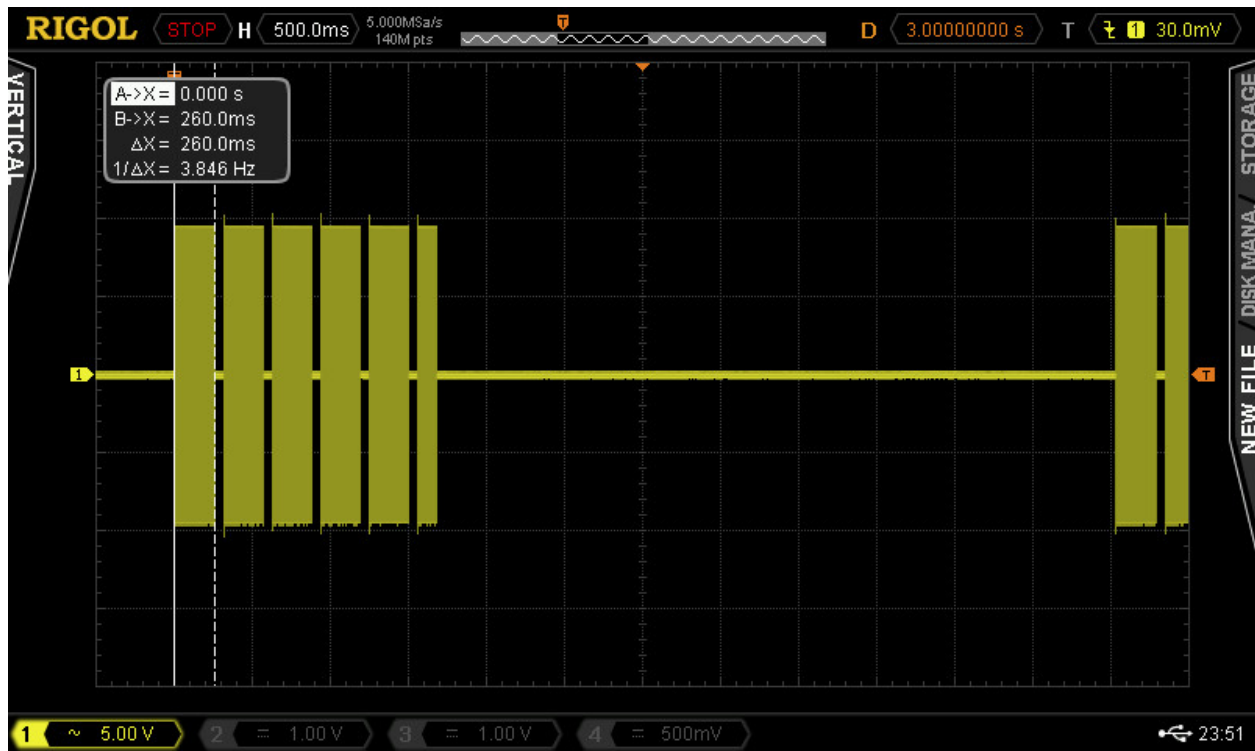 RIGOL STOP H 500.0ms 5.000MSa/s 140M pts T D 3.00000000 s T 1 30.0mV
VERTICAL
A->X= 0.000 s
B->X= 260.0ms
ΔX= 260.0ms
1/ΔX= 3.846 Hz
1
T
STORAGE
DISK MANA.
NEW FILE
1 ~ 5.00 V 2 = 1.00 V 3 = 1.00 V 4 = 500mV 23:51